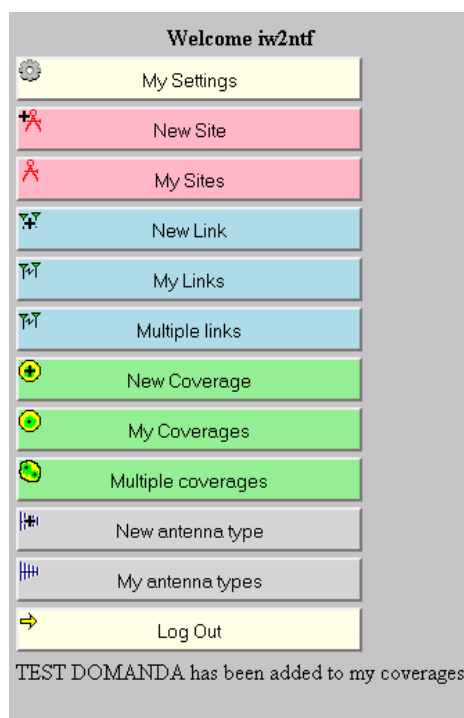 Welcome iw2ntf
My Settings
New Site
My Sites
New Link
My Links
Multiple links
New Coverage
My Coverages
Multiple coverages
New antenna type
My antenna types
Log Out
TEST DOMANDA has been added to my coverages